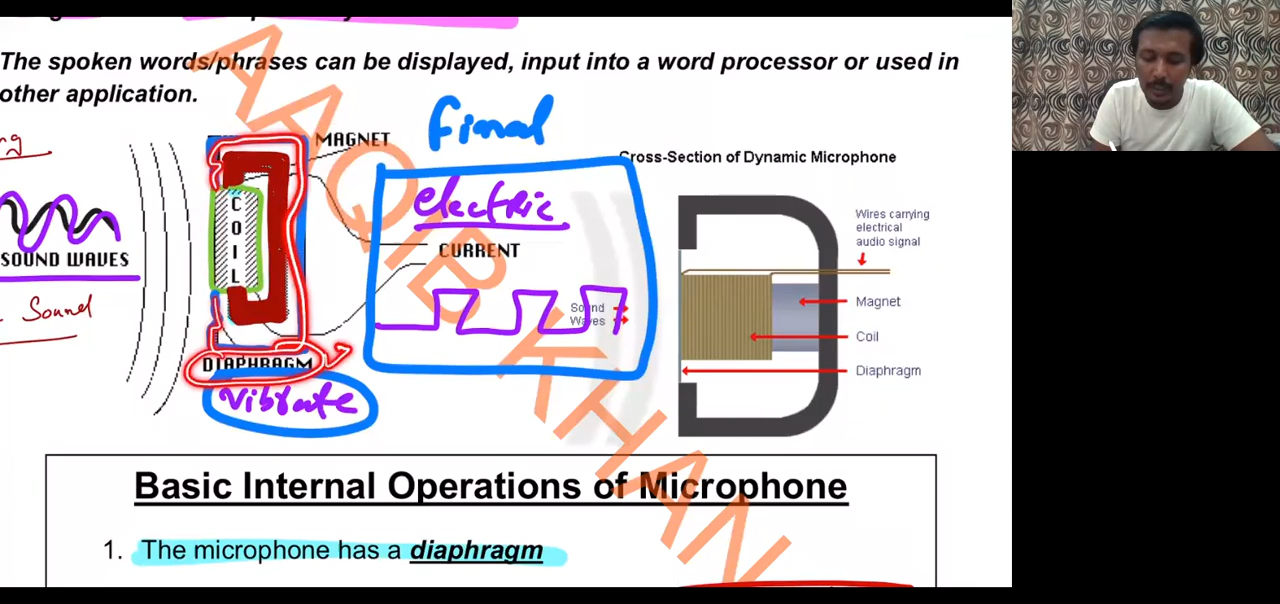 The spoken words/phrases can be displayed, input into a word processor or used in
other application.
MAGNET
final
Cross-Section of Dynamic Microphone
electric
COIL
CURRENT
SOUND WAVES
Sound
DIAPHRAGM
vibrate
Sound
Waves
Wires carrying
electrical
audio signal
Magnet
Coil
Diaphragm
AAQIB KHAN
Basic Internal Operations of Microphone
1. The microphone has a diaphragm